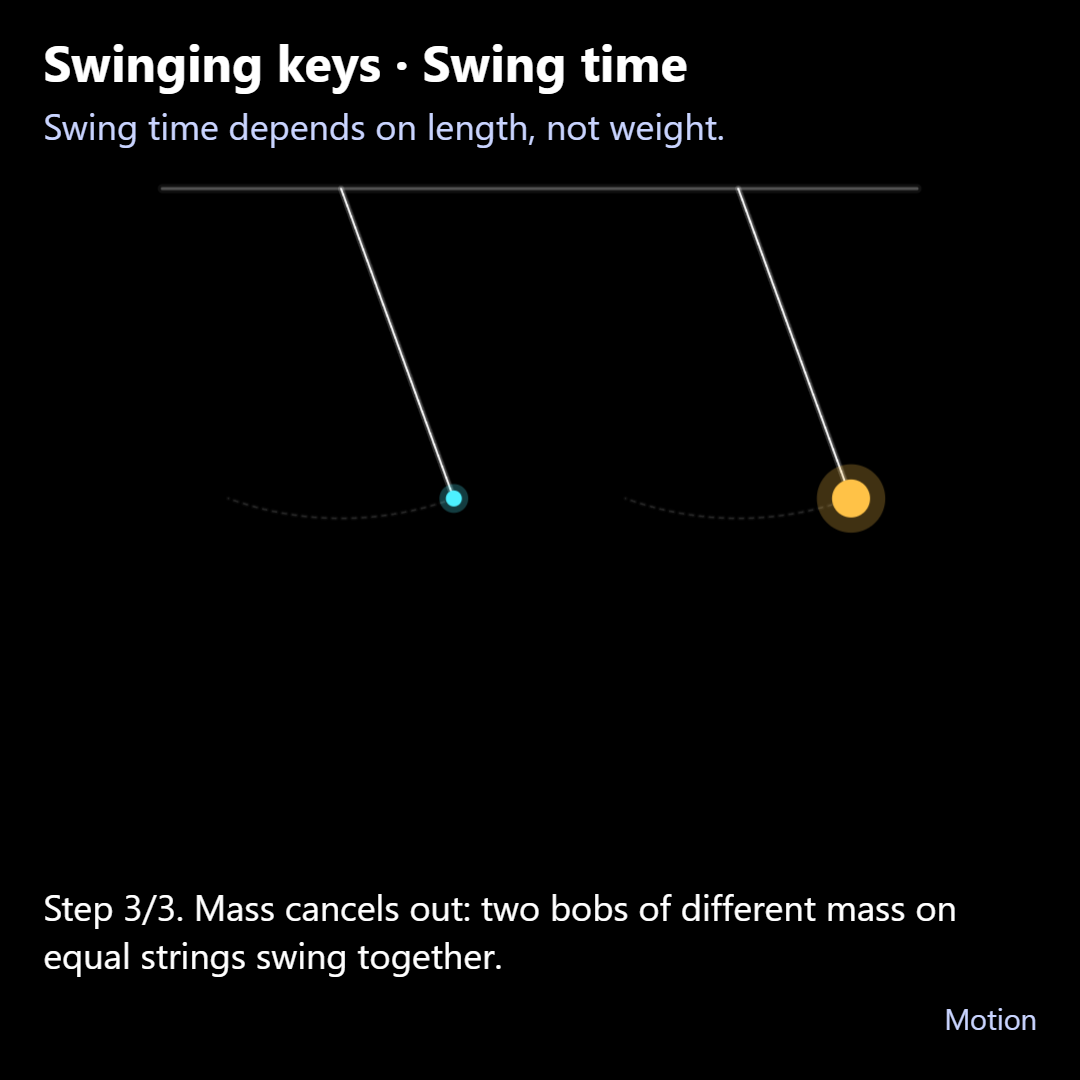 Swinging keys · Swing time
Swing time depends on length, not weight.
Step 3/3. Mass cancels out: two bobs of different mass on
equal strings swing together.
Motion